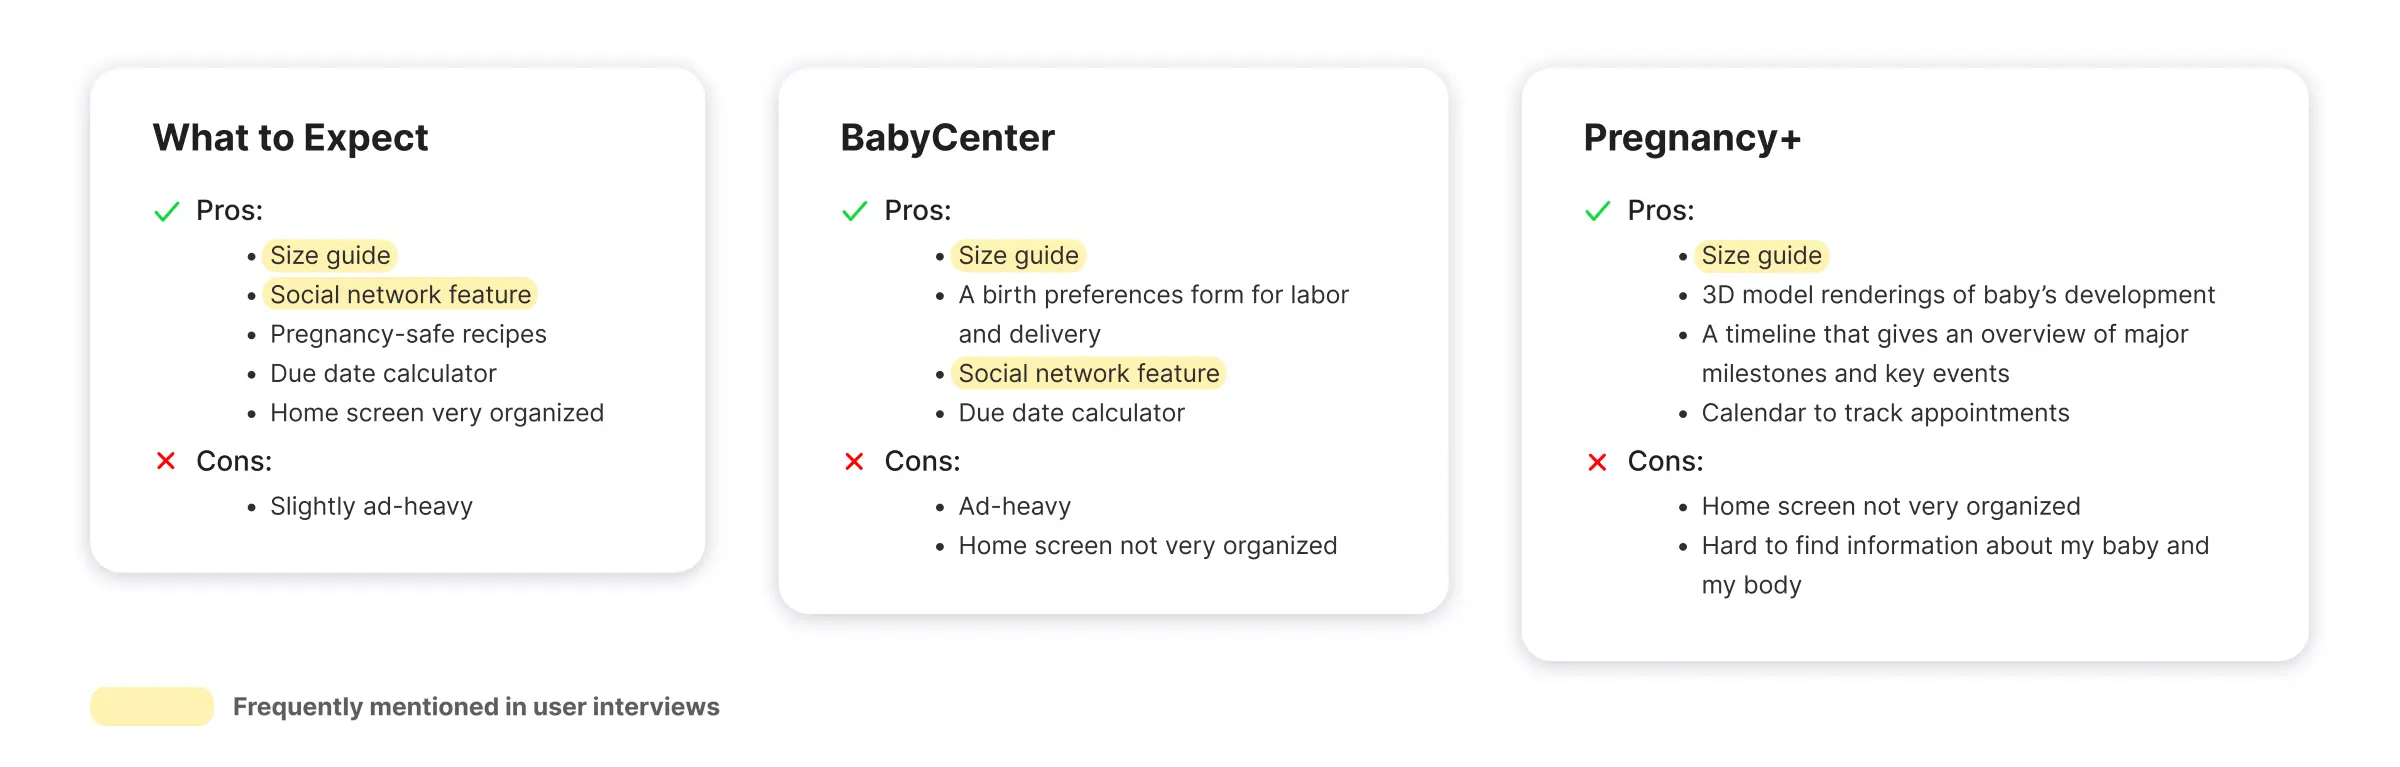 What to Expect
Pros:
• Size guide
• Social network feature
• Pregnancy-safe recipes
• Due date calculator
• Home screen very organized
Cons:
• Slightly ad-heavy
BabyCenter
Pros:
• Size guide
• A birth preferences form for labor
and delivery
• Social network feature
• Due date calculator
Cons:
• Ad-heavy
• Home screen not very organized
Pregnancy+
Pros:
• Size guide
• 3D model renderings of baby’s development
• A timeline that gives an overview of major
milestones and key events
• Calendar to track appointments
Cons:
• Home screen not very organized
• Hard to find information about my baby and
my body
Frequently mentioned in user interviews